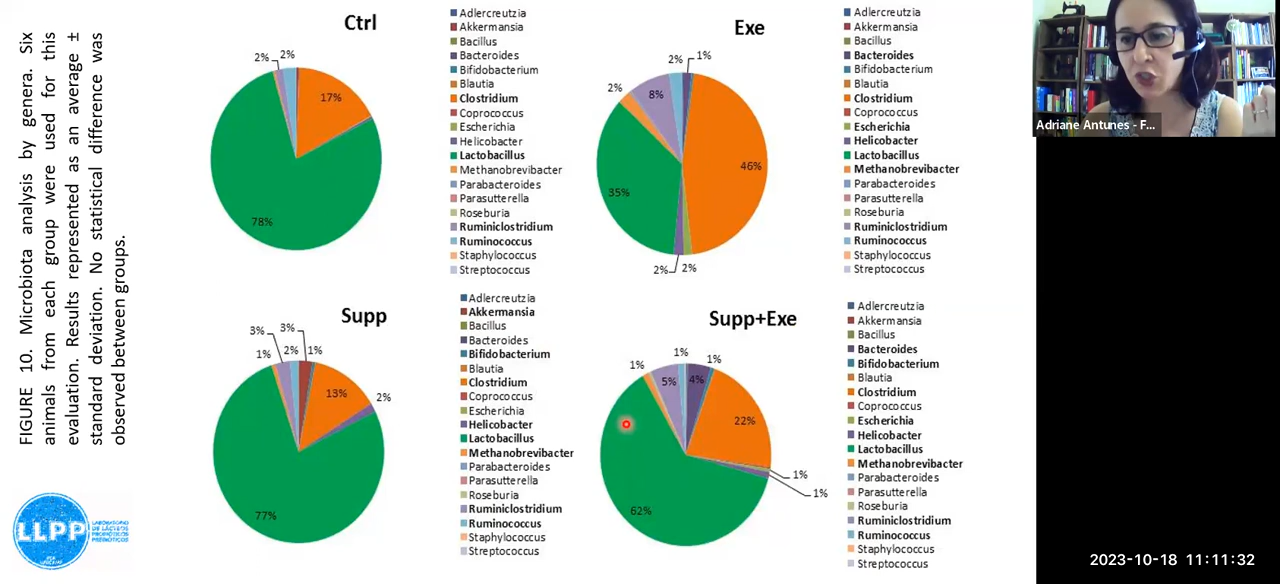 FIGURE 10. Microbiota analysis by genera. Six
animals from each group were used for this
evaluation. Results represented as an average ±
standard deviation. No statistical difference was
observed between groups.
Ctrl
2%
2%
17%
78%
Adlercreutzia
Akkermansia
Bacillus
Bacteroides
Bifidobacterium
Blautia
Clostridium
Coprococcus
Escherichia
Helicobacter
Lactobacillus
Methanobrevibacter
Parabacteroides
Parasutterella
Roseburia
Ruminiclostridium
Ruminococcus
Staphylococcus
Streptococcus
Exe
2%
1%
2%
8%
46%
35%
2%
2%
Adlercreutzia
Akkermansia
Bacillus
Bacteroides
Bifidobacterium
Blautia
Clostridium
Coprococcus
Escherichia
Helicobacter
Lactobacillus
Methanobrevibacter
Parabacteroides
Parasutterella
Roseburia
Ruminiclostridium
Ruminococcus
Staphylococcus
Streptococcus
Supp
3%
3%
1%
2%
1%
13%
2%
77%
Adlercreutzia
Akkermansia
Bacillus
Bacteroides
Bifidobacterium
Blautia
Clostridium
Coprococcus
Escherichia
Helicobacter
Lactobacillus
Methanobrevibacter
Parabacteroides
Parasutterella
Roseburia
Ruminiclostridium
Ruminococcus
Staphylococcus
Streptococcus
Supp+Exe
1%
1%
1%
5%
4%
22%
1%
1%
62%
Adlercreutzia
Akkermansia
Bacillus
Bacteroides
Bifidobacterium
Blautia
Clostridium
Coprococcus
Escherichia
Helicobacter
Lactobacillus
Methanobrevibacter
Parabacteroides
Parasutterella
Roseburia
Ruminiclostridium
Ruminococcus
Staphylococcus
Streptococcus
LLPP
LABORATÓRIO
DE LÁCTEOS
PROBIÓTICOS
PREBIÓTICOS
Adriane Antunes - F...
2023-10-18 11:11:32